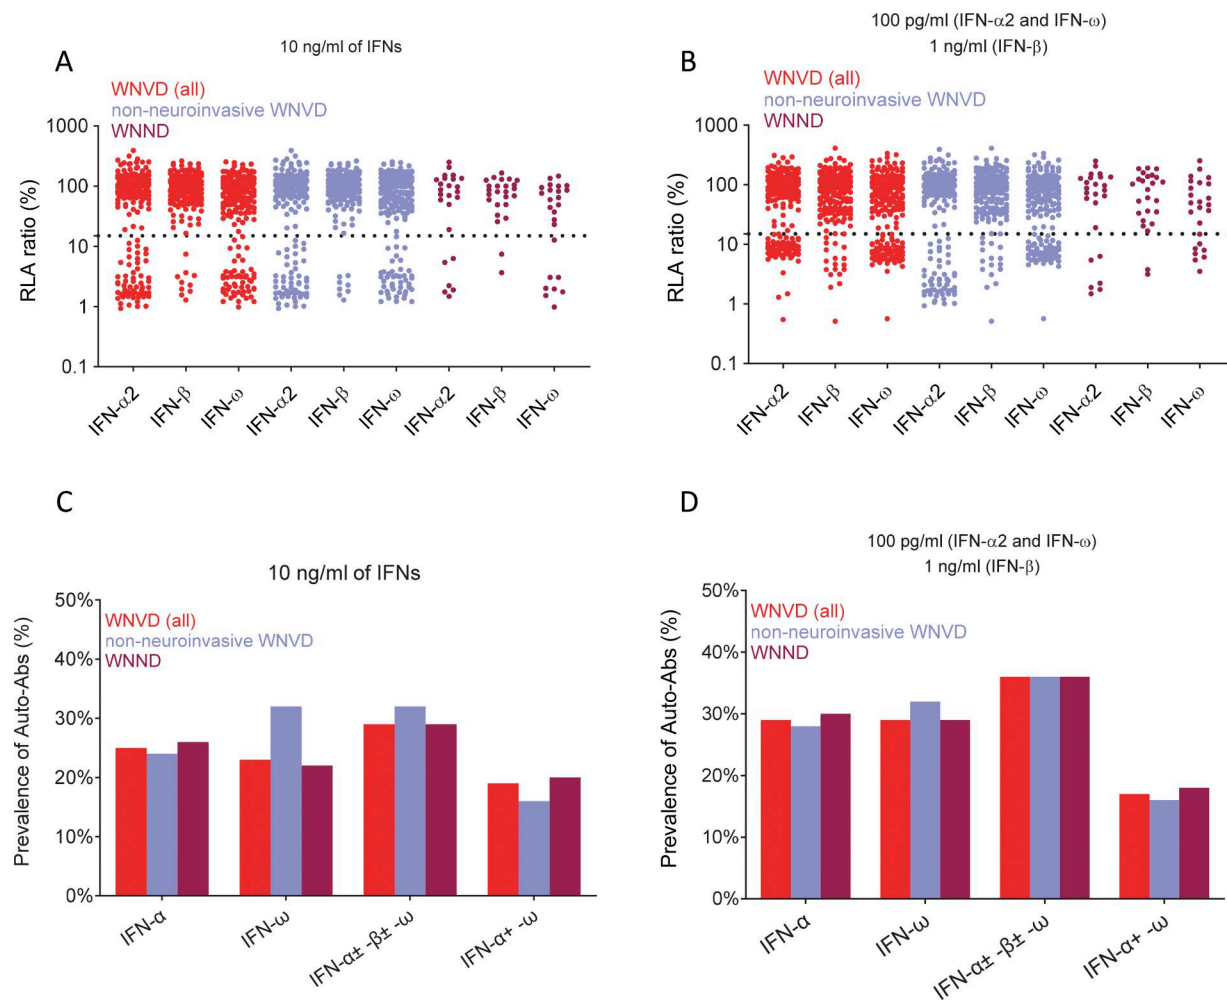 A
10 ng/ml of IFNs
WNVD (all)
non-neuroinvasive WNVD
WNND
RLA ratio (%)
1000
100
10
1
0.1
IFN-α2
IFN-β
IFN-ω
IFN-α2
IFN-β
IFN-ω
IFN-α2
IFN-β
IFN-ω
B
100 pg/ml (IFN-α2 and IFN-ω)
1 ng/ml (IFN-β)
WNVD (all)
non-neuroinvasive WNVD
WNND
RLA ratio (%)
1000
100
10
1
0.1
IFN-α2
IFN-β
IFN-ω
IFN-α2
IFN-β
IFN-ω
IFN-α2
IFN-β
IFN-ω
C
10 ng/ml of IFNs
WNVD (all)
non-neuroinvasive WNVD
WNND
Prevalence of Auto-Abs (%)
50%
40%
30%
20%
10%
0%
IFN-α
IFN-ω
IFN-α± -β± -ω
IFN-α+ -ω
D
100 pg/ml (IFN-α2 and IFN-ω)
1 ng/ml (IFN-β)
WNVD (all)
non-neuroinvasive WNVD
WNND
Prevalence of Auto-Abs (%)
50%
40%
30%
20%
10%
0%
IFN-α
IFN-ω
IFN-α± -β± -ω
IFN-α+ -ω